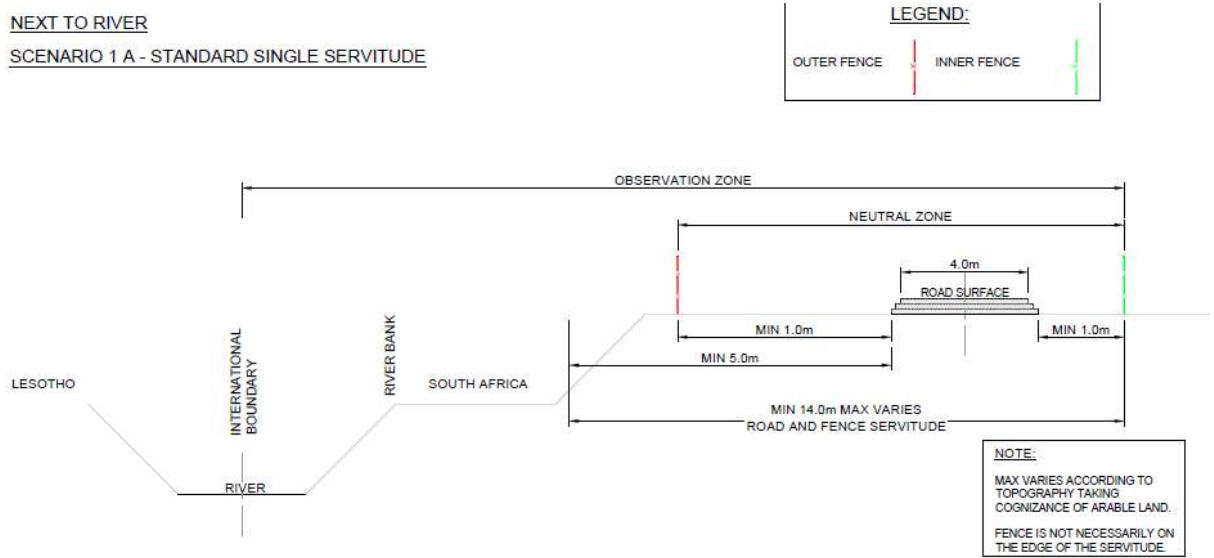 NEXT TO RIVER
SCENARIO 1 A - STANDARD SINGLE SERVITUDE
LEGEND:
OUTER FENCE
INNER FENCE
OBSERVATION ZONE
NEUTRAL ZONE
4.0m
ROAD SURFACE
MIN 1.0m
MIN 1.0m
MIN 5.0m
LESOTHO
INTERNATIONAL
BOUNDARY
RIVER BANK
SOUTH AFRICA
MIN 14.0m MAX VARIES
ROAD AND FENCE SERVITUDE
RIVER
NOTE:
MAX VARIES ACCORDING TO
TOPOGRAPHY TAKING
COGNIZANCE OF ARABLE LAND.
FENCE IS NOT NECESSARILY ON
THE EDGE OF THE SERVITUDE.